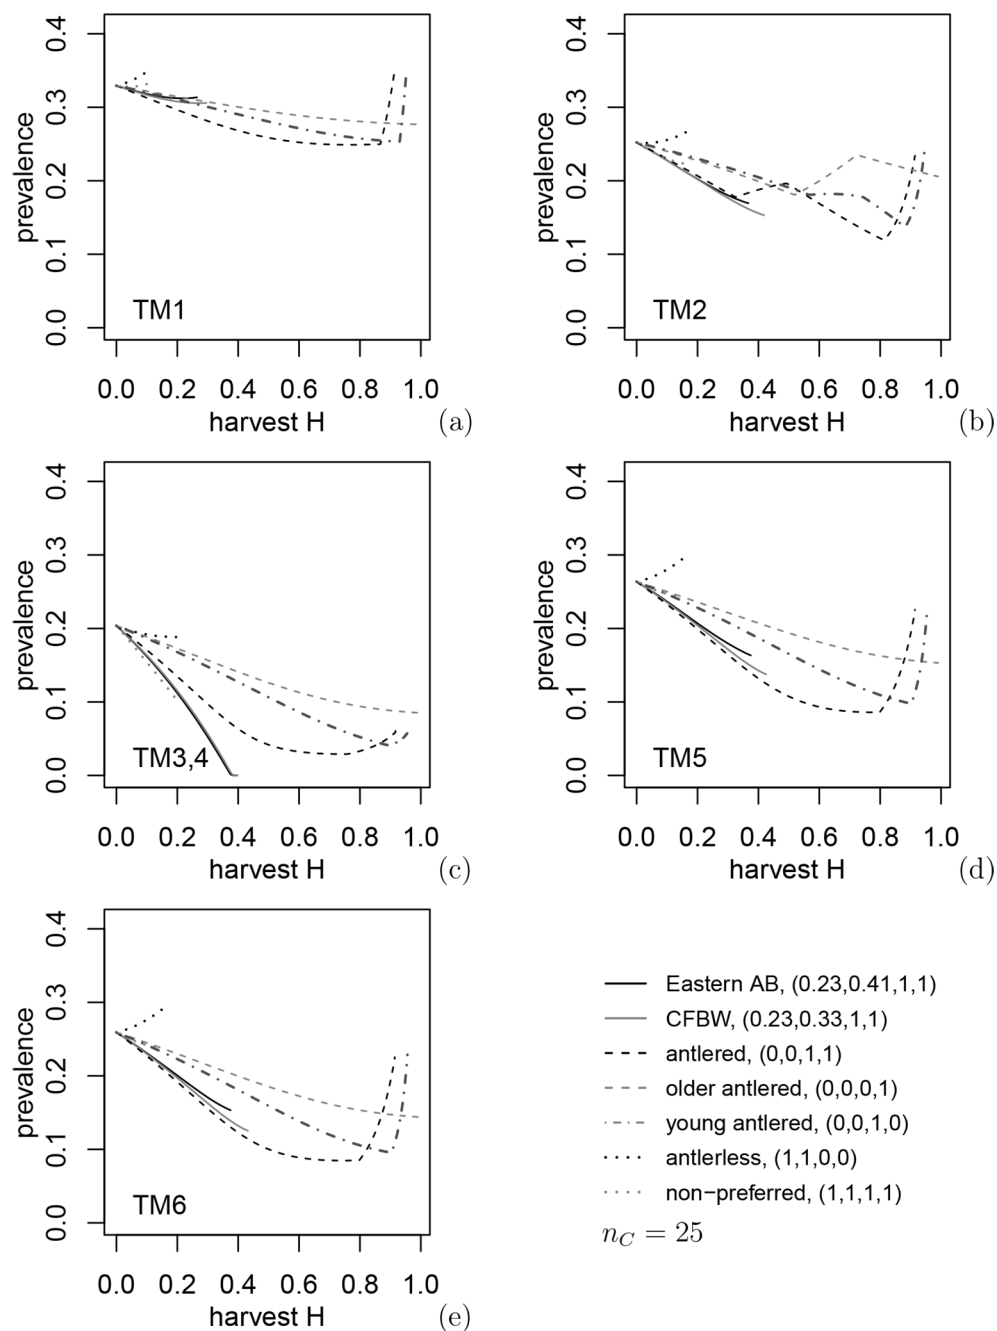 0.4
0.3
0.2
0.1
0.0
prevalence
TM1
0.0 0.2 0.4 0.6 0.8 1.0
harvest H
(a)
0.4
0.3
0.2
0.1
0.0
prevalence
TM2
0.0 0.2 0.4 0.6 0.8 1.0
harvest H
(b)
0.4
0.3
0.2
0.1
0.0
prevalence
TM3,4
0.0 0.2 0.4 0.6 0.8 1.0
harvest H
(c)
0.4
0.3
0.2
0.1
0.0
prevalence
TM5
0.0 0.2 0.4 0.6 0.8 1.0
harvest H
(d)
0.4
0.3
0.2
0.1
0.0
prevalence
TM6
0.0 0.2 0.4 0.6 0.8 1.0
harvest H
(e)
Eastern AB, (0.23,0.41,1,1)
CFBW, (0.23,0.33,1,1)
antlered, (0,0,1,1)
older antlered, (0,0,0,1)
young antlered, (0,0,1,0)
antlerless, (1,1,0,0)
non−preferred, (1,1,1,1)
n_C = 25